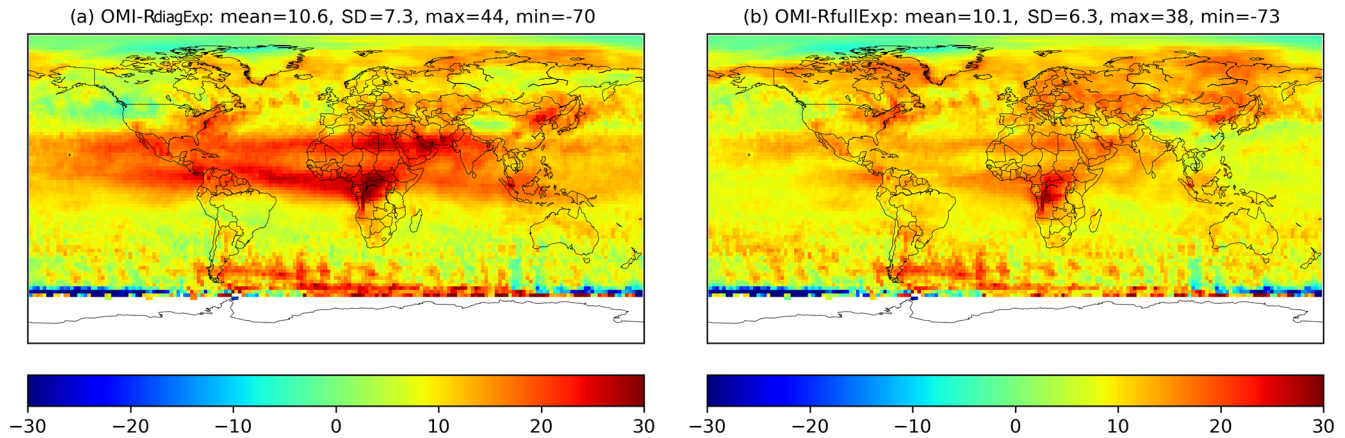 (a) OMI-RdiagExp: mean=10.6, SD=7.3, max=44, min=-70
(b) OMI-RfullExp: mean=10.1, SD=6.3, max=38, min=-73
−30 −20 −10 0 10 20 30
−30 −20 −10 0 10 20 30